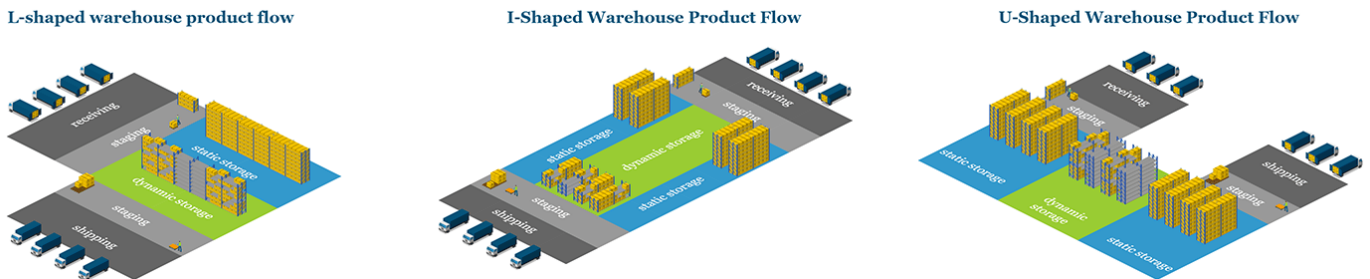 L-shaped warehouse product flow
receiving
staging
static storage
dynamic storage
staging
shipping
I-Shaped Warehouse Product Flow
receiving
staging
static storage
dynamic storage
static storage
staging
shipping
U-Shaped Warehouse Product Flow
receiving
staging
shipping
staging
static storage
dynamic
storage
static storage